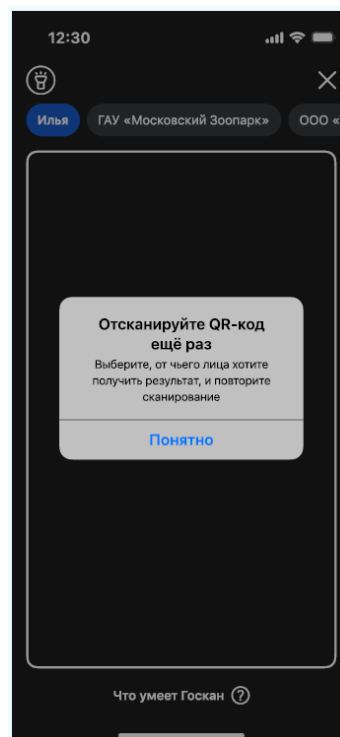 12:30
Илья ГАУ «Московский Зоопарк» ООО «
Отсканируйте QR-код
ещё раз
Выберите, от чьего лица хотите
получить результат, и повторите
сканирование
Понятно
Что умеет Госкан